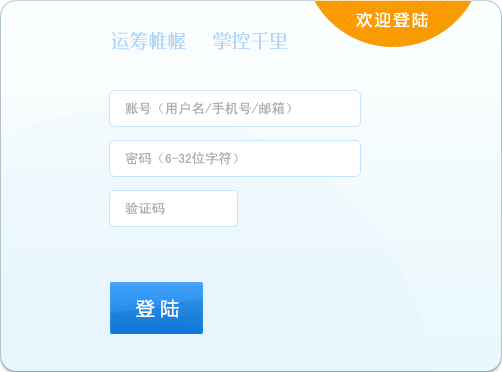 欢迎登陆
运筹帷幄 掌控千里
账号（用户名/手机号/邮箱）
密码（6-32位字符）
验证码
登陆